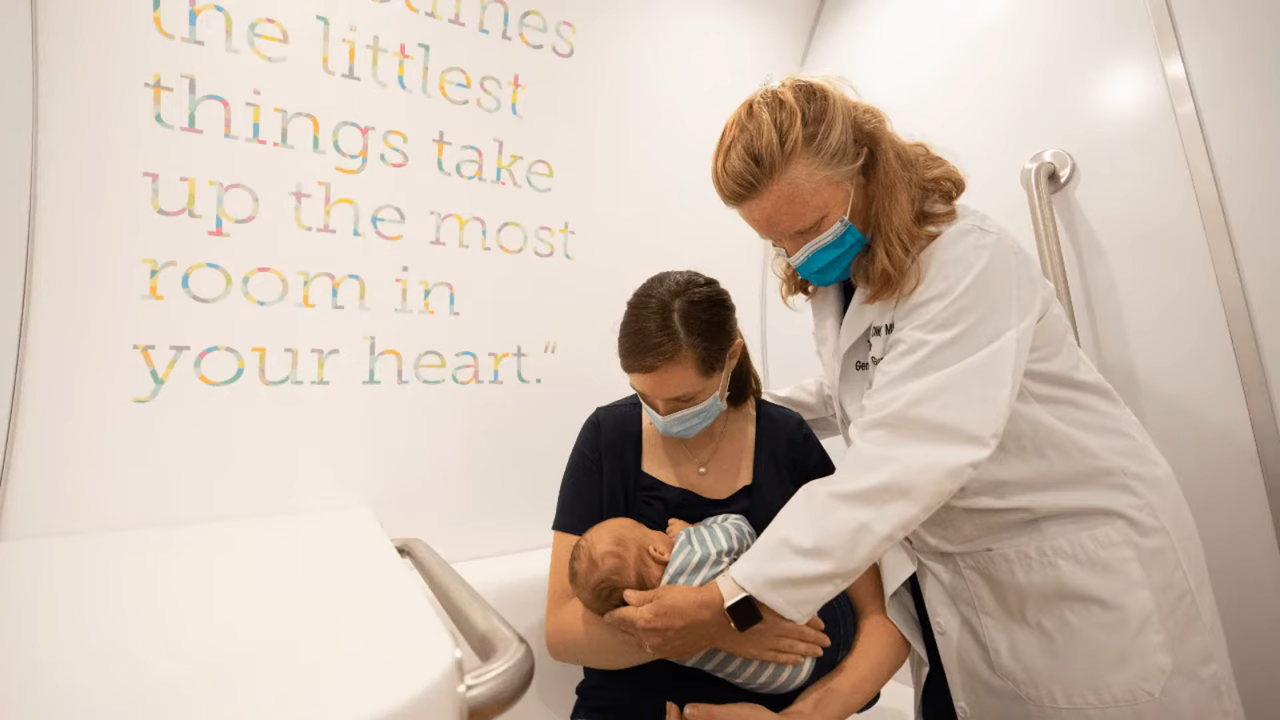 the littlest
things take
up the most
room in
your heart.”